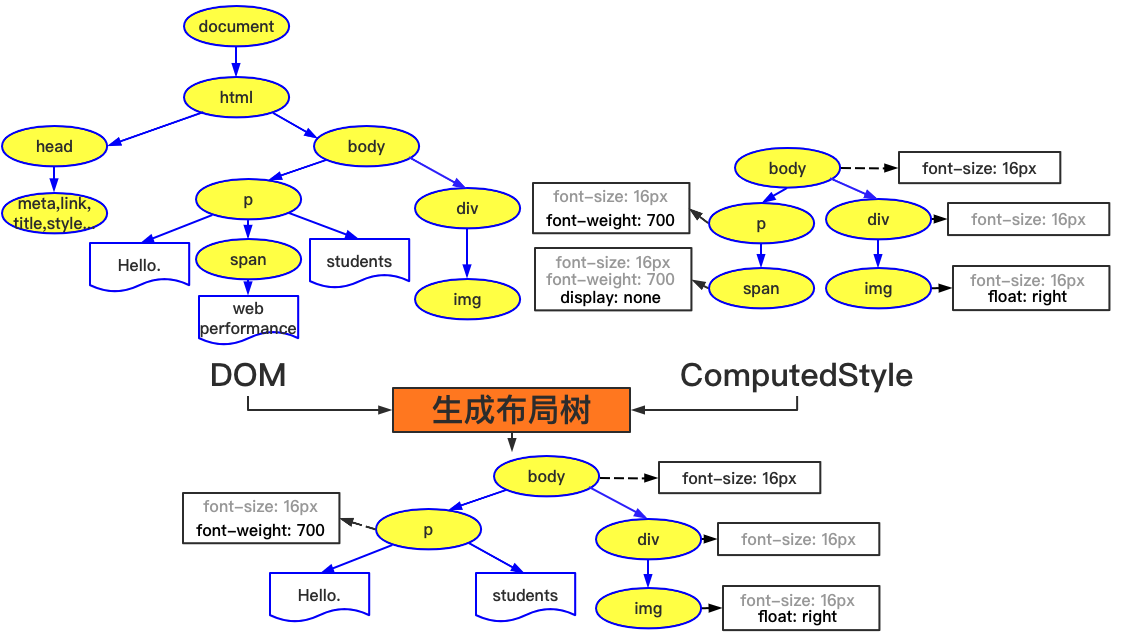 document
html
head
body
meta,link,
title,style...
p
div
Hello.
span
students
img
web
performance
body
font-size: 16px
font-size: 16px
font-weight: 700
p
div
font-size: 16px
font-size: 16px
font-weight: 700
display: none
span
img
font-size: 16px
float: right
DOM
ComputedStyle
生成布局树
body
font-size: 16px
font-size: 16px
font-weight: 700
p
div
font-size: 16px
Hello.
students
img
font-size: 16px
float: right